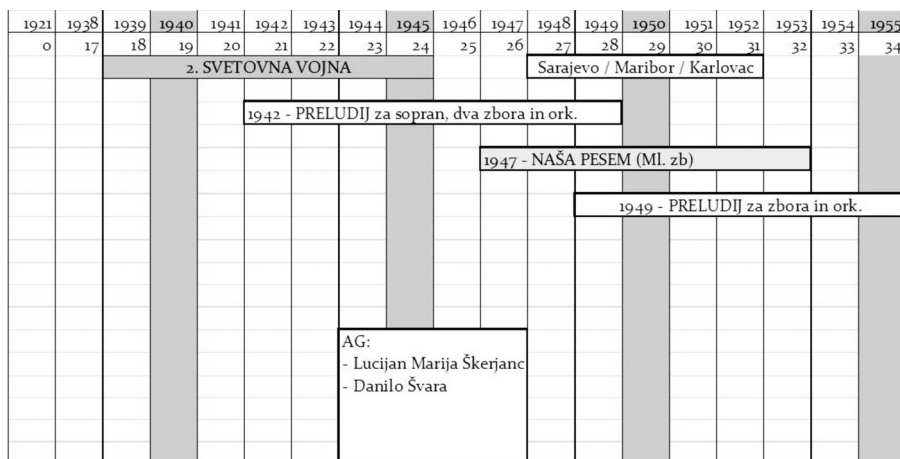 1921 1938 1939 1940 1941 1942 1943 1944 1945 1946 1947 1948 1949 1950 1951 1952 1953 1954 1955
0 17 18 19 20 21 22 23 24 25 26 27 28 29 30 31 32 33 34
2. SVETOVNA VOJNA Sarajevo / Maribor / Karlovac
1942 - PRELUDIJ za sopran, dva zbora in ork.
1947 - NAŠA PESEM (Ml. zb)
1949 - PRELUDIJ za zbora in ork.
AG:
- Lucijan Marija Škerjanc
- Danilo Švara